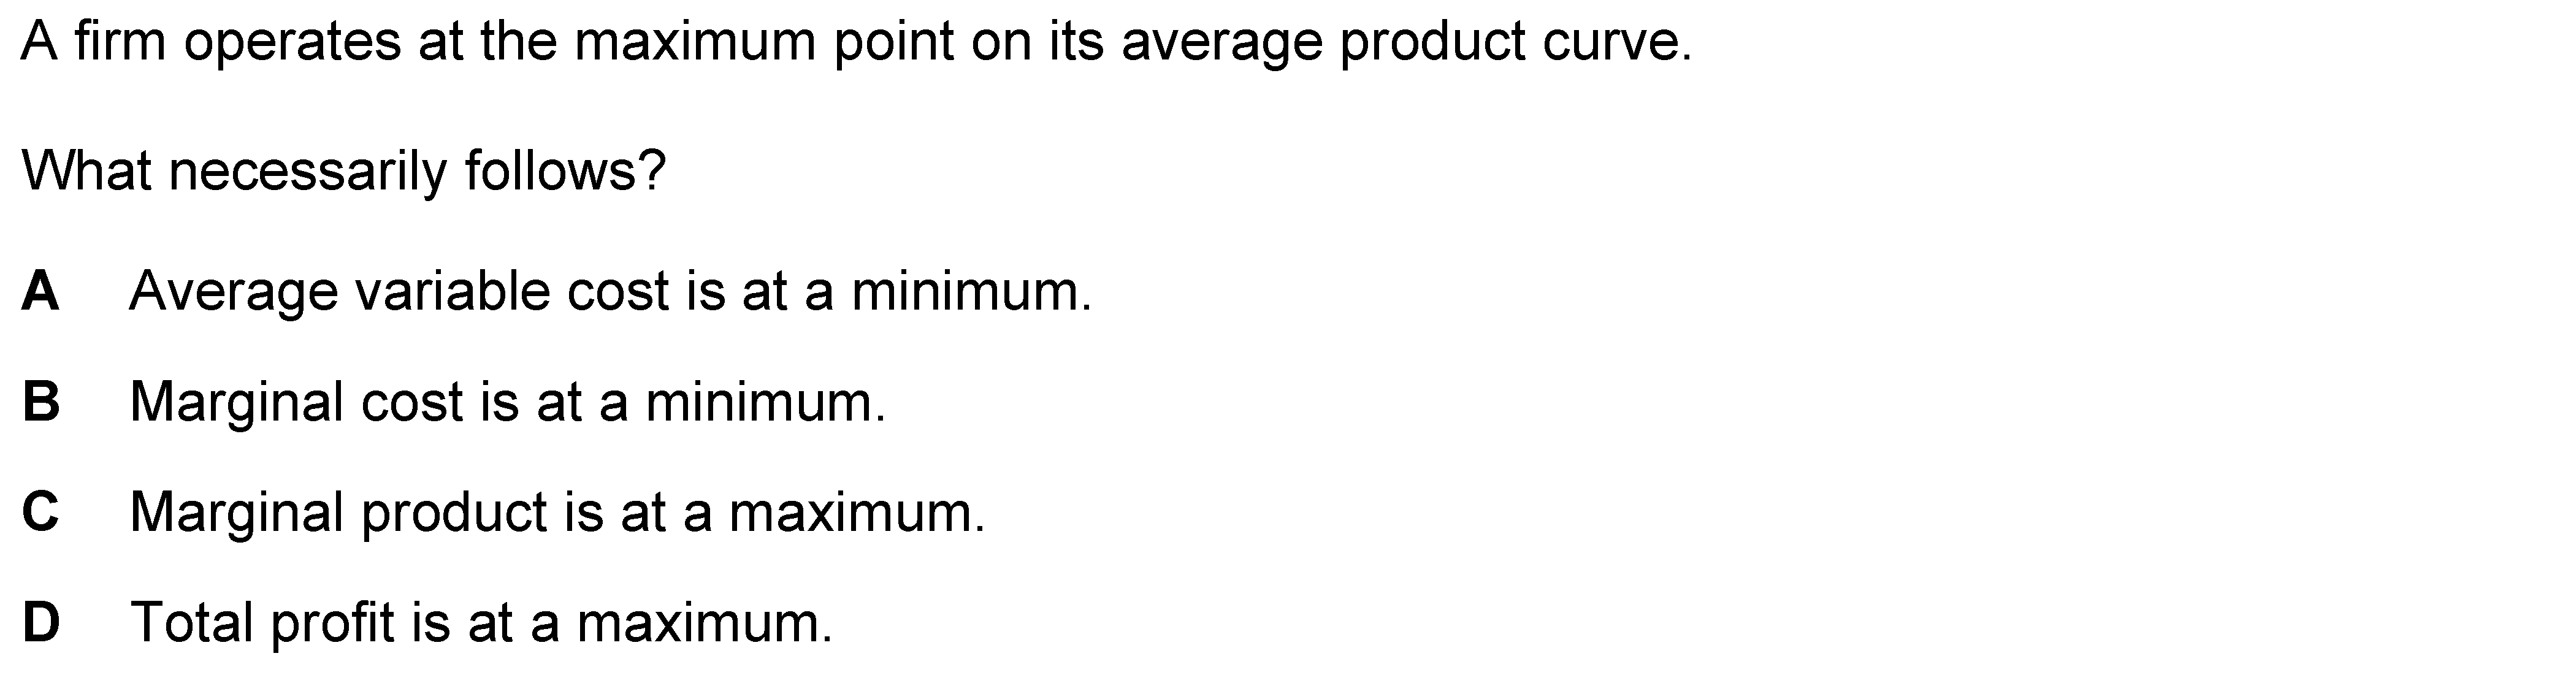 A firm operates at the maximum point on its average product curve.
What necessarily follows?
A Average variable cost is at a minimum.
B Marginal cost is at a minimum.
C Marginal product is at a maximum.
D Total profit is at a maximum.